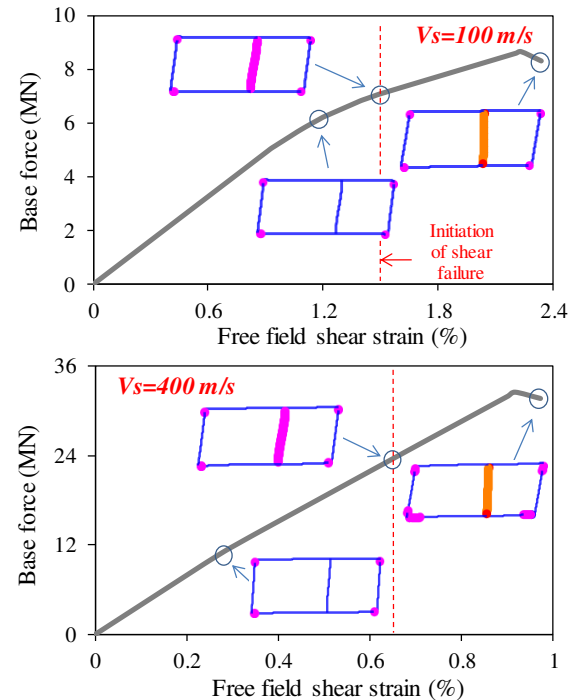 Vs=100 m/s
10
8
6
4
2
0
Base force (MN)
Initiation
of shear
failure
0
0.6
1.2
1.8
2.4
Free field shear strain (%)
Vs=400 m/s
36
24
12
0
Base force (MN)
0
0.2
0.4
0.6
0.8
1
Free field shear strain (%)